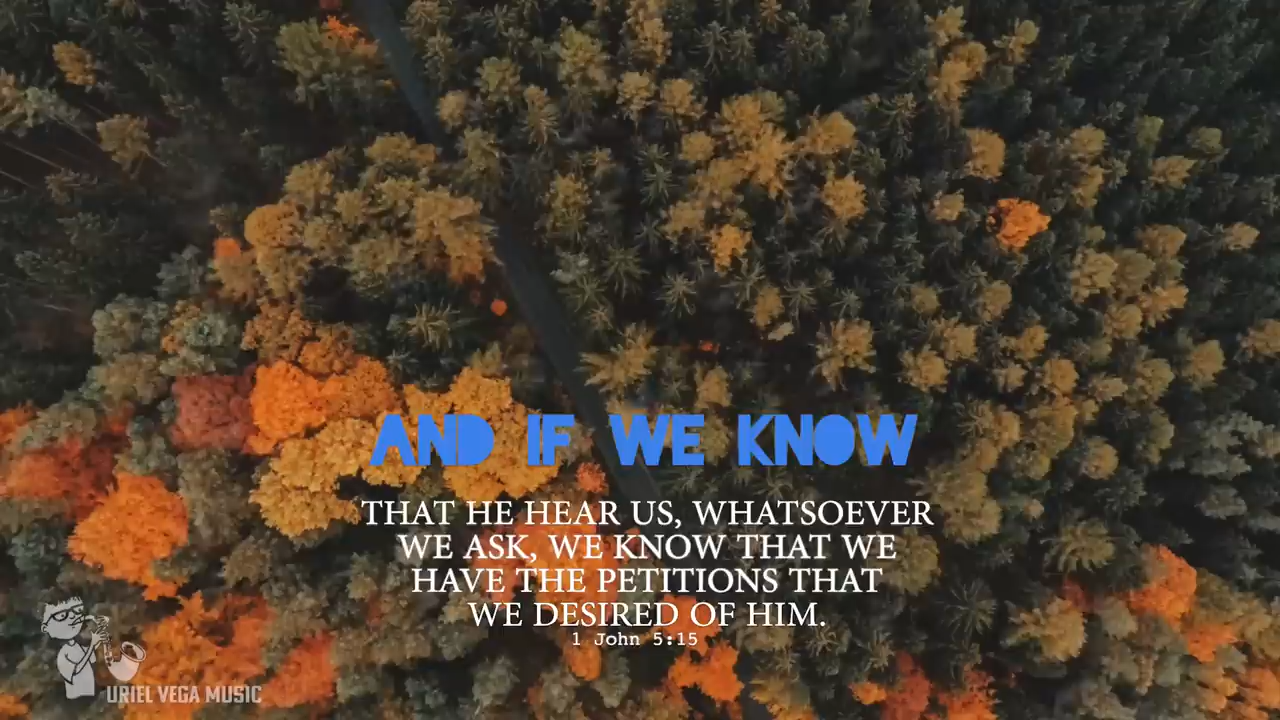 AND IF WE KNOW
THAT HE HEAR US, WHATSOEVER
WE ASK, WE KNOW THAT WE
HAVE THE PETITIONS THAT
WE DESIRED OF HIM.
1 John 5:15
URIEL VEGA MUSIC